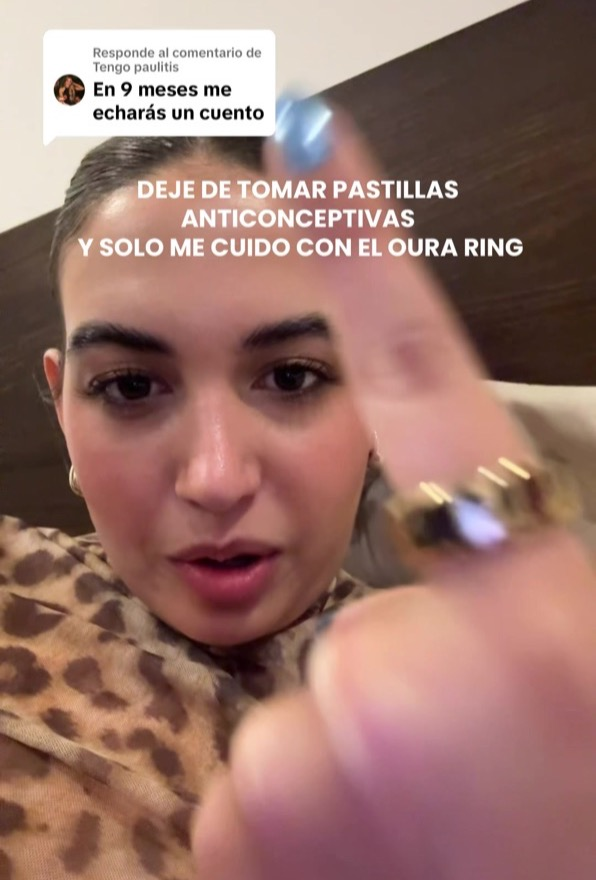 Responde al comentario de
Tengo paulitis
En 9 meses me
echarás un cuento
DEJE DE TOMAR PASTILLAS
ANTICONCEPTIVAS
Y SOLO ME CUIDO CON EL OURA RING